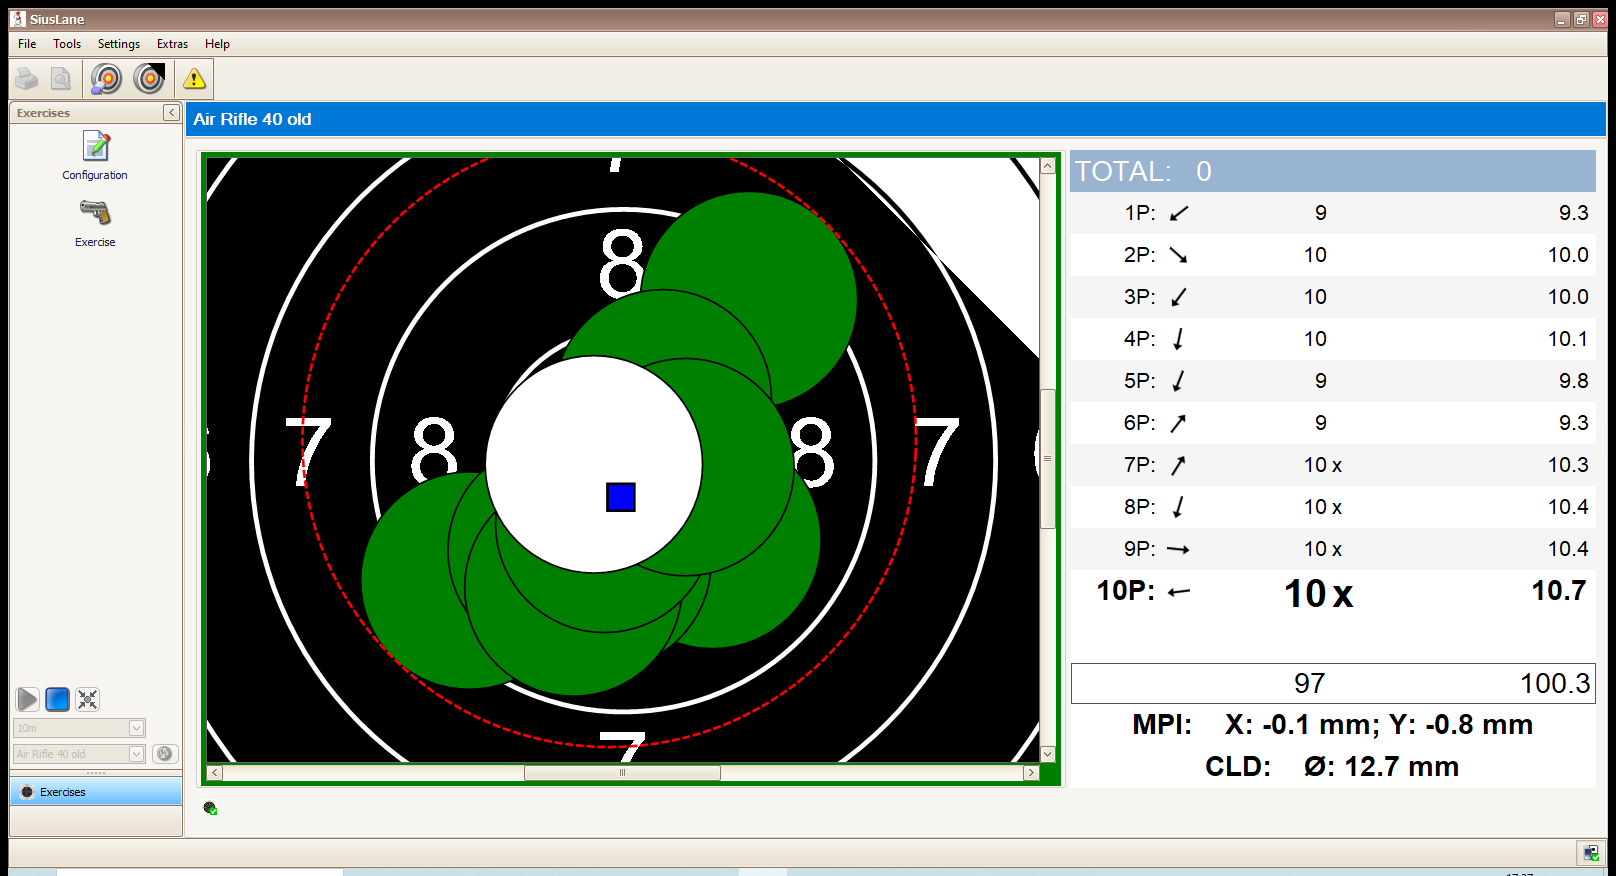 SiusLane
File Tools Settings Extras Help
Exercises
Configuration
Exercise
10m
Air Rifle 40 old
Exercises
Air Rifle 40 old
7
8
7 8 8 7
7
TOTAL: 0
1P: 9 9.3
2P: 10 10.0
3P: 10 10.0
4P: 10 10.1
5P: 9 9.8
6P: 9 9.3
7P: 10 x 10.3
8P: 10 x 10.4
9P: 10 x 10.4
10P: 10 x 10.7
97 100.3
MPI: X: -0.1 mm; Y: -0.8 mm
CLD: Ø: 12.7 mm